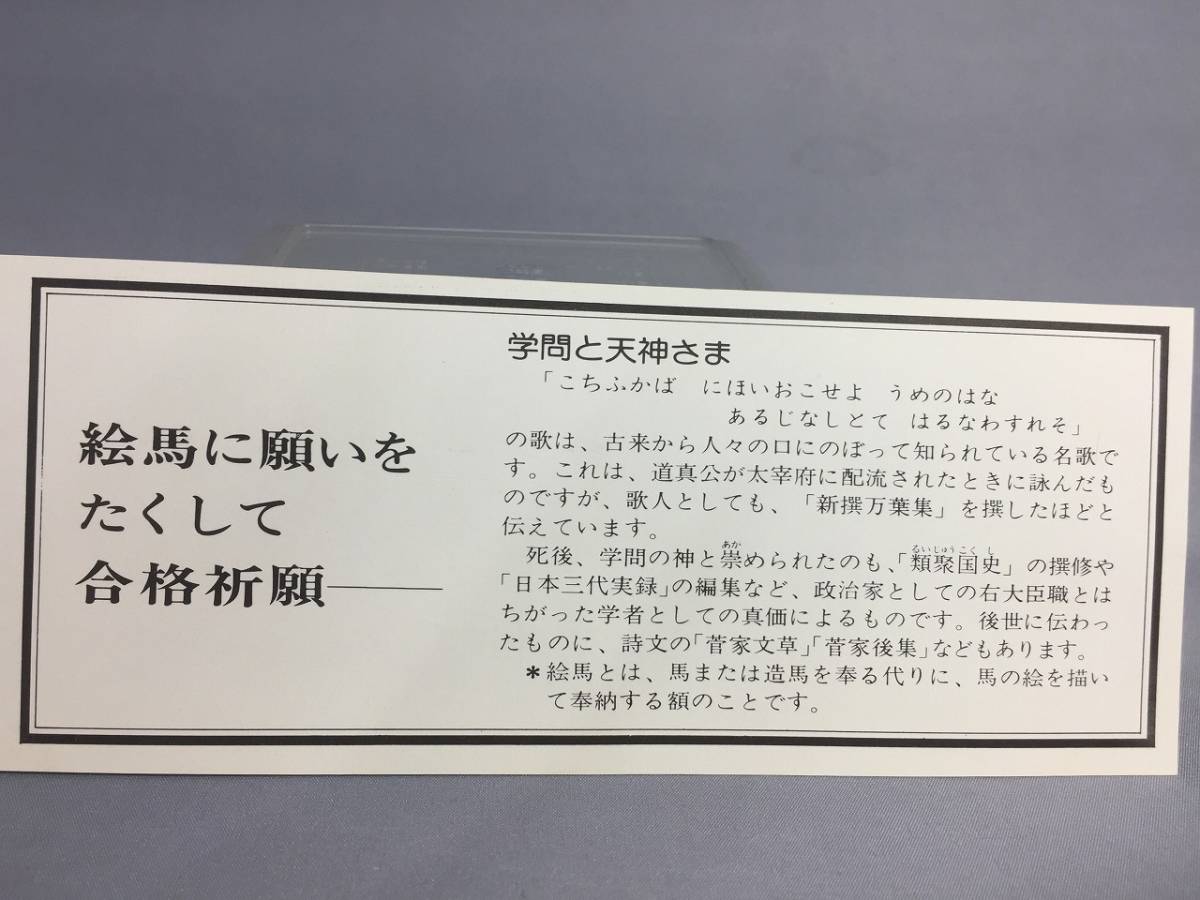 絵馬に願いを
たくして
合格祈願――
学問と天神さま
「こちふかば　にほいおこせよ　うめのはな
あるじなしとて　はるなわすれそ」
の歌は、古来から人々の口にのぼって知られている名歌で
す。これは、道真公が太宰府に配流されたときに詠んだも
のですが、歌人としても、「新撰万葉集」を撰したほどと
伝えています。
死後、学問の神と崇められたのも、「類聚国史」の撰修や
「日本三代実録」の編集など、政治家としての右大臣職とは
ちがった学者としての真価によるものです。後世に伝わっ
たものに、詩文の「菅家文草」「菅家後集」などもあります。
＊絵馬とは、馬または造馬を奉る代りに、馬の絵を描い
て奉納する額のことです。